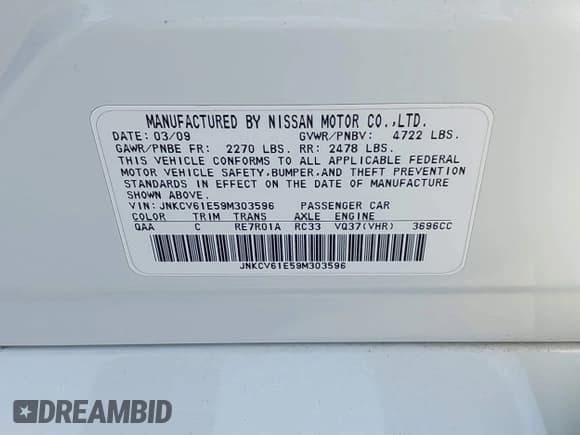 MANUFACTURED BY NISSAN MOTOR CO.,LTD.
DATE: 03/09 GVWR/PNBV: 4722 LBS.
GAWR/PNBE FR: 2270 LBS. RR: 2478 LBS.
THIS VEHICLE CONFORMS TO ALL APPLICABLE FEDERAL
MOTOR VEHICLE SAFETY,BUMPER,AND THEFT PREVENTION
STANDARDS IN EFFECT ON THE DATE OF MANUFACTURE
SHOWN ABOVE.
VIN: JNKCV61E59M303596 PASSENGER CAR
COLOR TRIM TRANS AXLE ENGINE
QAA C RE7R01A RC33 VQ37(VHR) 3696CC
JNKCV61E59M303596
DREAMBID